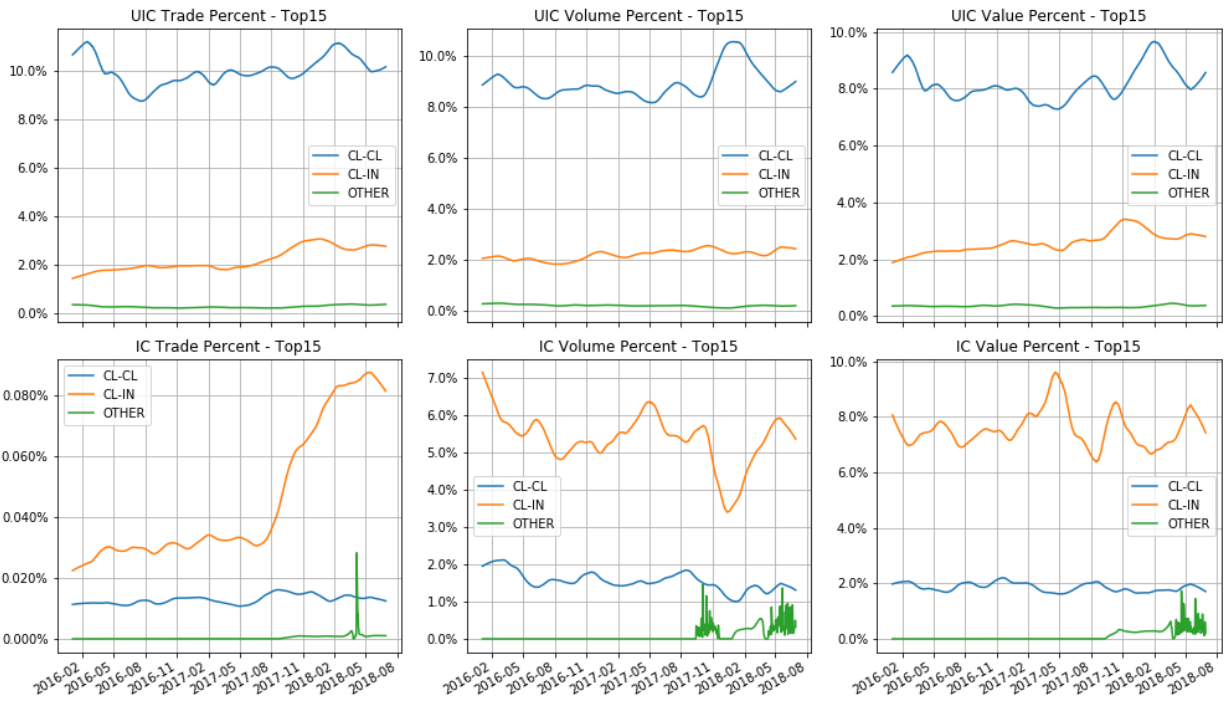 UIC Trade Percent - Top15
10.0%
8.0%
6.0%
4.0%
2.0%
0.0%
CL-CL
CL-IN
OTHER
UIC Volume Percent - Top15
10.0%
8.0%
6.0%
4.0%
2.0%
0.0%
CL-CL
CL-IN
OTHER
UIC Value Percent - Top15
10.0%
8.0%
6.0%
4.0%
2.0%
0.0%
CL-CL
CL-IN
OTHER
IC Trade Percent - Top15
0.080%
0.060%
0.040%
0.020%
0.000%
CL-CL
CL-IN
OTHER
2016-02
2016-05
2016-08
2016-11
2017-02
2017-05
2017-08
2017-11
2018-02
2018-05
2018-08
IC Volume Percent - Top15
7.0%
6.0%
5.0%
4.0%
3.0%
2.0%
1.0%
0.0%
CL-CL
CL-IN
OTHER
2016-02
2016-05
2016-08
2016-11
2017-02
2017-05
2017-08
2017-11
2018-02
2018-05
2018-08
IC Value Percent - Top15
10.0%
8.0%
6.0%
4.0%
2.0%
0.0%
CL-CL
CL-IN
OTHER
2016-02
2016-05
2016-08
2016-11
2017-02
2017-05
2017-08
2017-11
2018-02
2018-05
2018-08